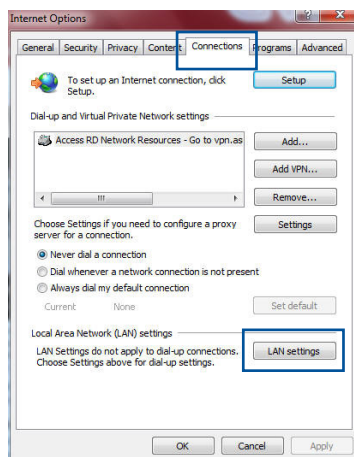 Internet Options
General Security Privacy Content Connections Programs Advanced
To set up an Internet connection, click
Setup.
Setup
Dial-up and Virtual Private Network settings
Access RD Network Resources - Go to vpn.as
Add...
Add VPN...
Remove...
Choose Settings if you need to configure a proxy
server for a connection.
Settings
Never dial a connection
Dial whenever a network connection is not present
Always dial my default connection
Current None
Set default
Local Area Network (LAN) settings
LAN Settings do not apply to dial-up connections.
Choose Settings above for dial-up settings.
LAN settings
OK Cancel Apply